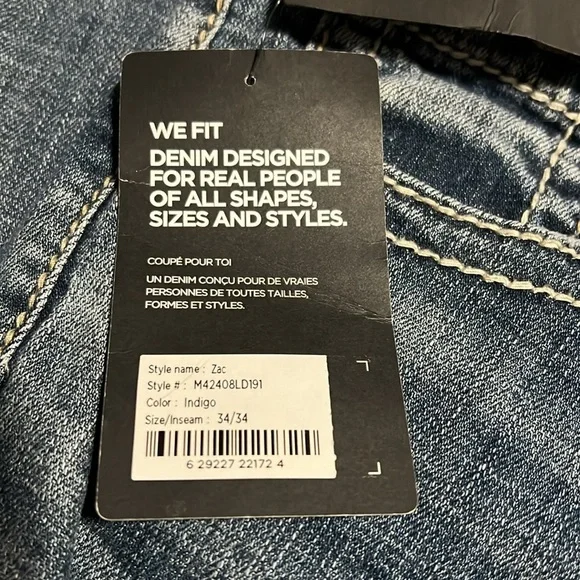 WE FIT
DENIM DESIGNED
FOR REAL PEOPLE
OF ALL SHAPES,
SIZES AND STYLES.
COUPÉ POUR TOI
UN DENIM CONÇU POUR DE VRAIES
PERSONNES DE TOUTES TAILLES,
FORMES ET STYLES.
Style name : Zac
Style # : M42408LD191
Color : Indigo
Size/Inseam : 34/34
6 29227 22172 4